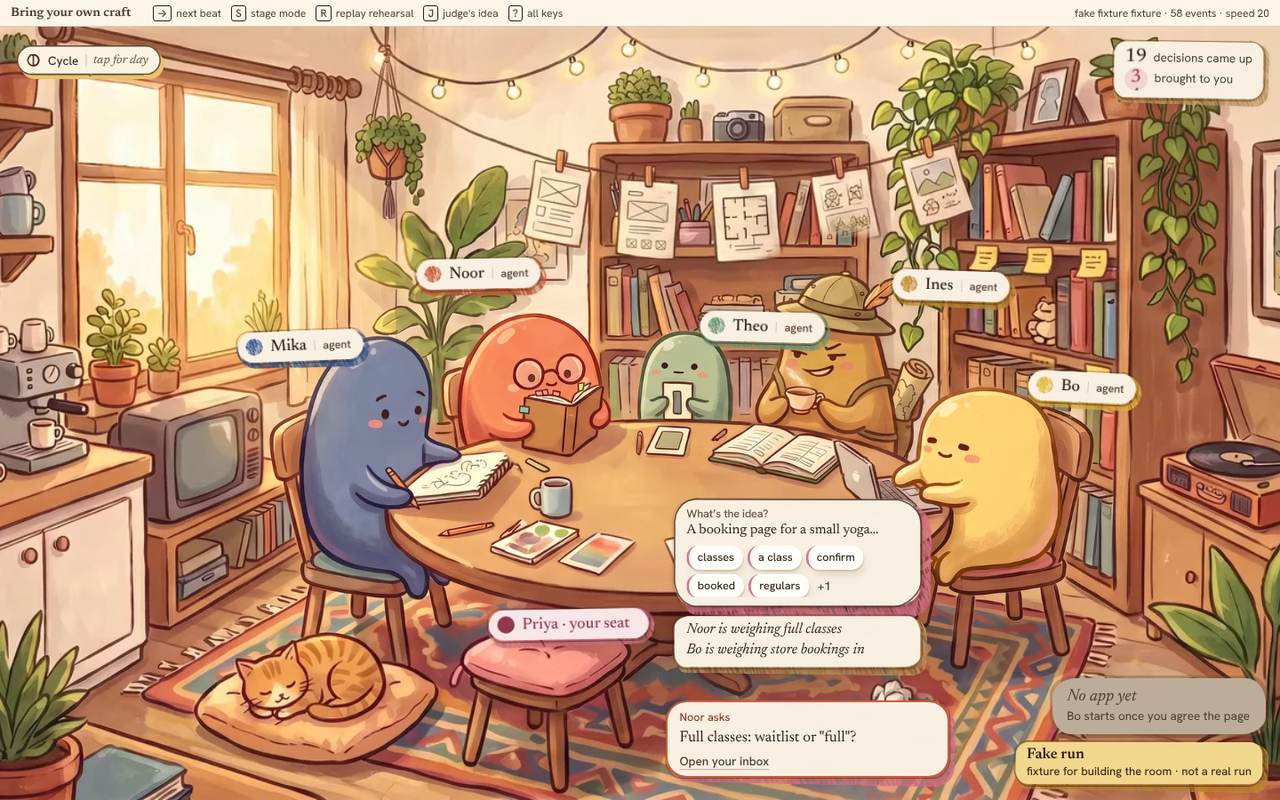 Bring your own craft
→ next beat S stage mode R replay rehearsal J judge's idea ? all keys
fake fixture fixture · 58 events · speed 20
Cycle tap for day
19 decisions came up
3 brought to you
Noor agent
Ines agent
Theo agent
Mika agent
Bo agent
What's the idea?
A booking page for a small yoga...
classes a class confirm
booked regulars +1
Priya · your seat
Noor is weighing full classes
Bo is weighing store bookings in
No app yet
Bo starts once you agree the page
Noor asks
Full classes: waitlist or "full"?
Open your inbox
Fake run
fixture for building the room · not a real run